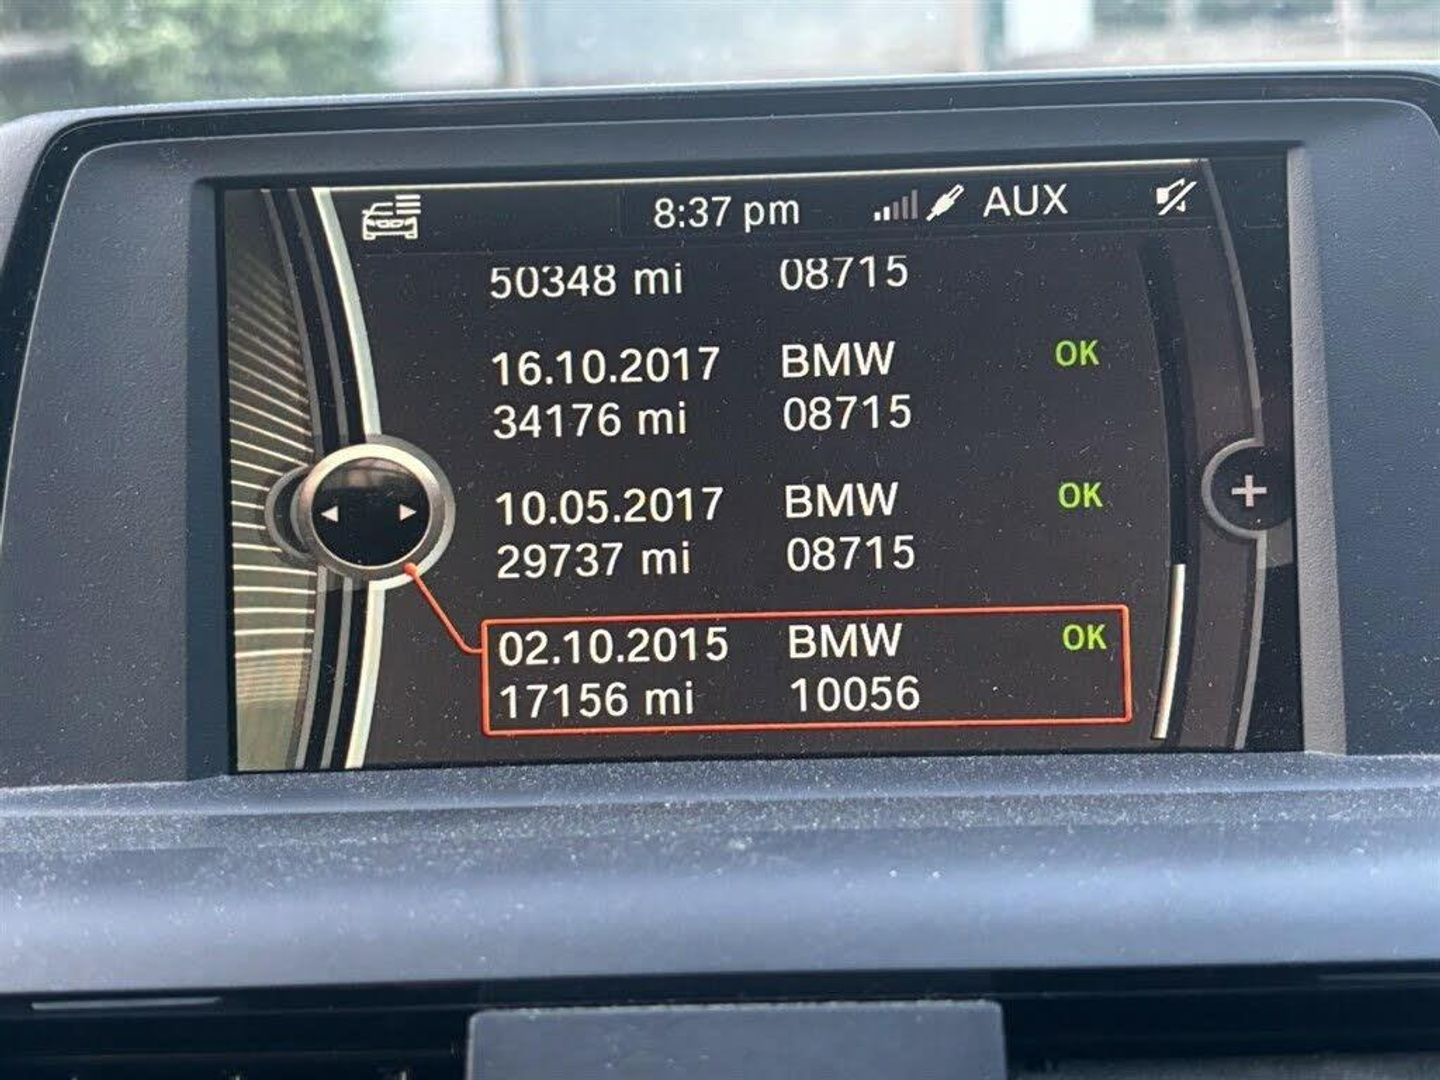 8:37 pm AUX
50348 mi 08715
16.10.2017 BMW OK
34176 mi 08715
10.05.2017 BMW OK
29737 mi 08715
02.10.2015 BMW OK
17156 mi 10056